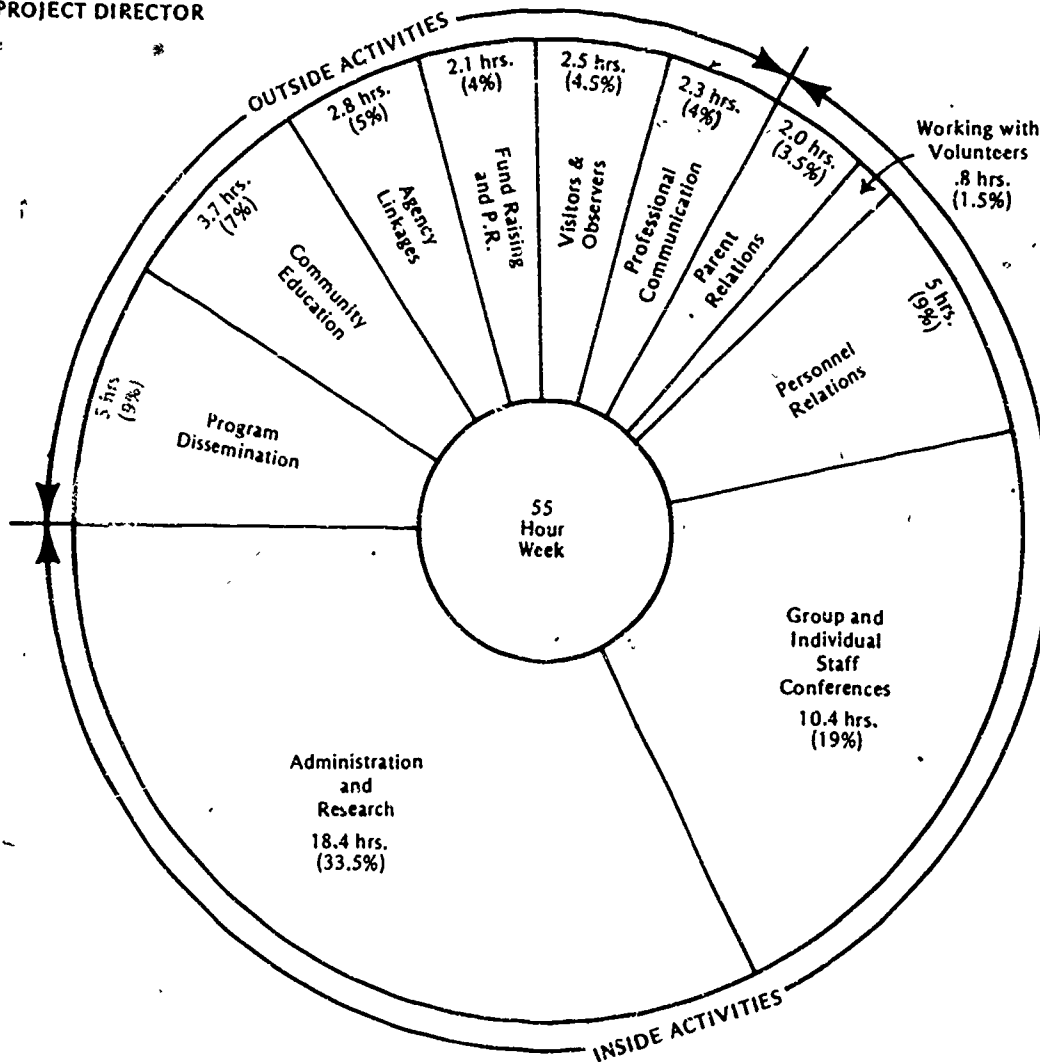 PROJECT DIRECTOR
OUTSIDE ACTIVITIES
5 hrs
(9%)
Program
Dissemination
3.7 hrs.
(7%)
Community
Education
2.8 hrs.
(5%)
Agency
Linkages
2.1 hrs.
(4%)
Fund Raising
and P.R.
2.5 hrs.
(4.5%)
Visitors &
Observers
2.3 hrs.
(4%)
Professional
Communication
2.0 hrs.
(3.5%)
Parent
Relations
Working with
Volunteers
.8 hrs.
(1.5%)
5 hrs.
(9%)
Personnel
Relations
55
Hour
Week
Group and
Individual
Staff
Conferences
10.4 hrs.
(19%)
Administration
and
Research
18.4 hrs.
(33.5%)
INSIDE ACTIVITIES